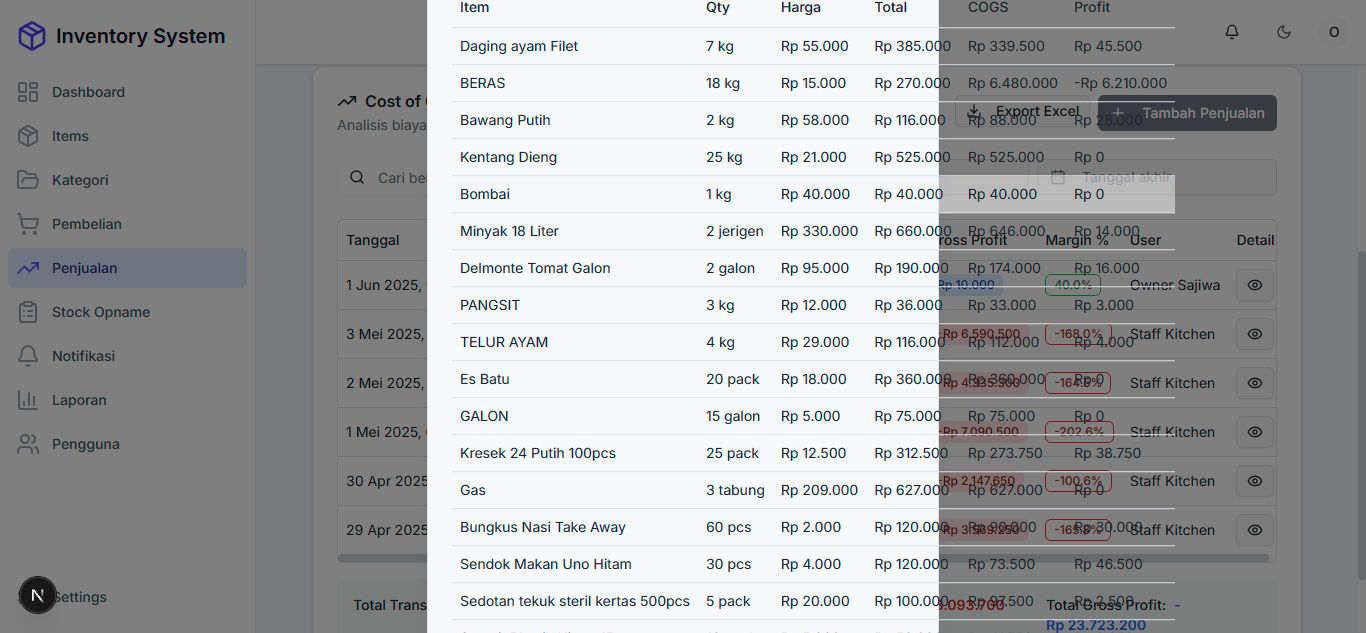 Inventory System
Dashboard
Items
Kategori
Pembelian
Penjualan
Stock Opname
Notifikasi
Laporan
Pengguna
N
Settings
O
Cost of
Analisis biaya
Export Excel
Tambah Penjualan
Cari be
Tanggal akhir
Tanggal
ross Profit
Margin %
User
Detail
1 Jun 2025,
Rp 10.000
40.0%
Owner Sajiwa
3 Mei 2025,
-Rp 6.590.500
-168.0%
Staff Kitchen
2 Mei 2025,
Rp 4.335.300
Staff Kitchen
1 Mei 2025,
-Rp 7.090.500
-202.6%
Staff Kitchen
30 Apr 2025
-Rp 2.147.650
-100.6%
Staff Kitchen
29 Apr 2025
Staff Kitchen
Total Trans
Total Gross Profit: -
Rp 23.723.200
Item Qty Harga Total COGS Profit
Daging ayam Filet 7 kg Rp 55.000 Rp 385.000 Rp 339.500 Rp 45.500
BERAS 18 kg Rp 15.000 Rp 270.000 Rp 6.480.000 -Rp 6.210.000
Bawang Putih 2 kg Rp 58.000 Rp 116.000 Rp 88.000 Rp 28.000
Kentang Dieng 25 kg Rp 21.000 Rp 525.000 Rp 525.000 Rp 0
Bombai 1 kg Rp 40.000 Rp 40.000 Rp 40.000 Rp 0
Minyak 18 Liter 2 jerigen Rp 330.000 Rp 660.000 Rp 646.000 Rp 14.000
Delmonte Tomat Galon 2 galon Rp 95.000 Rp 190.000 Rp 174.000 Rp 16.000
PANGSIT 3 kg Rp 12.000 Rp 36.000 Rp 33.000 Rp 3.000
TELUR AYAM 4 kg Rp 29.000 Rp 116.000 Rp 112.000 Rp 4.000
Es Batu 20 pack Rp 18.000 Rp 360.000 Rp 360.000 Rp 0
GALON 15 galon Rp 5.000 Rp 75.000 Rp 75.000 Rp 0
Kresek 24 Putih 100pcs 25 pack Rp 12.500 Rp 312.500 Rp 273.750 Rp 38.750
Gas 3 tabung Rp 209.000 Rp 627.000 Rp 627.000 Rp 0
Bungkus Nasi Take Away 60 pcs Rp 2.000 Rp 120.000 Rp 90.000 Rp 30.000
Sendok Makan Uno Hitam 30 pcs Rp 4.000 Rp 120.000 Rp 73.500 Rp 46.500
Sedotan tekuk steril kertas 500pcs 5 pack Rp 20.000 Rp 100.000 Rp 97.500 Rp 2.500